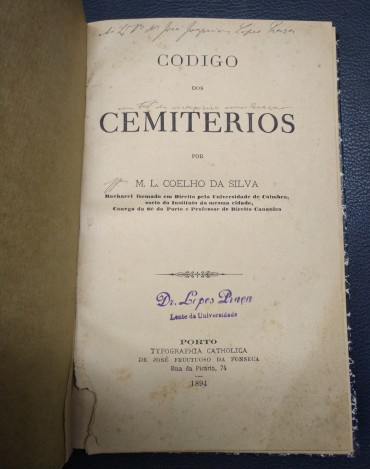 Lopes Praça
CODIGO
DOS
CEMITERIOS
POR
M. L. COELHO DA SILVA
Bacharel formado em Direito pela Universidade de Coimbra,
socio do Instituto da mesma cidade,
Conego da Sé do Porto e Professor de Direito Canonico
Dr. Lopes Praça
Lente da Universidade
PORTO
TYPOGRAPHIA CATHOLICA
DE JOSÉ FRUCTUOSO DA FONSECA
Rua da Picaria, 74
1894